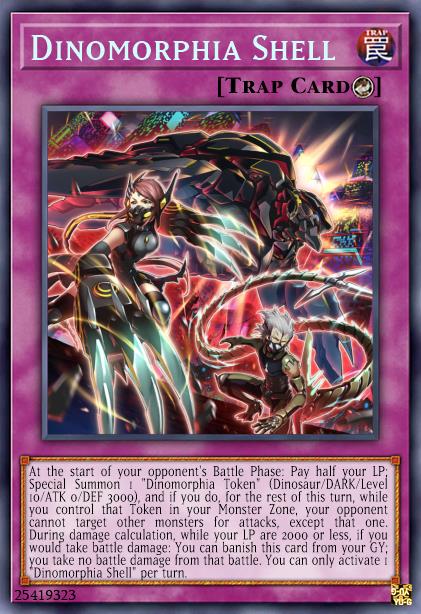 DINOMORPHIA SHELL
TRAP
罠
[TRAP CARD]
At the start of your opponent's Battle Phase: Pay half your LP;
Special Summon 1 "Dinomorphia Token" (Dinosaur/DARK/Level
10/ATK 0/DEF 3000), and if you do, for the rest of this turn, while
you control that Token in your Monster Zone, your opponent
cannot target other monsters for attacks, except that one.
During damage calculation, while your LP are 2000 or less, if you
would take battle damage: You can banish this card from your GY;
you take no battle damage from that battle. You can only activate 1
"Dinomorphia Shell" per turn.
25419323